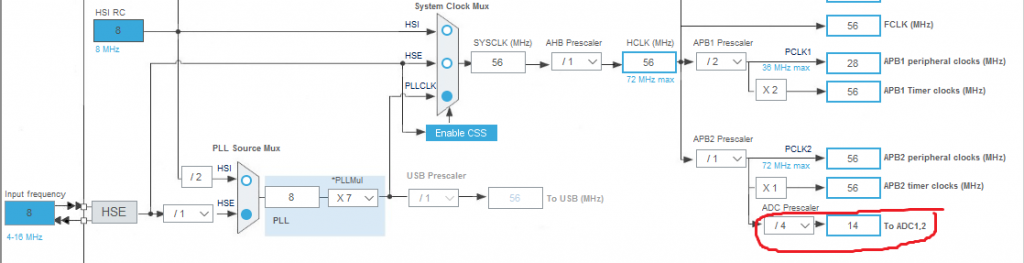 System Clock Mux
HSI RC
8
8 MHz
HSI
HSE
PLLCLK
SYSCLK (MHz)
56
AHB Prescaler
/ 1
HCLK (MHz)
56
72 MHz max
Enable CSS
56
FCLK (MHz)
APB1 Prescaler
/ 2
PCLK1
36 MHz max
28
APB1 peripheral clocks (MHz)
X 2
56
APB1 Timer clocks (MHz)
APB2 Prescaler
/ 1
PCLK2
72 MHz max
56
APB2 peripheral clocks (MHz)
X 1
56
APB2 timer clocks (MHz)
ADC Prescaler
/ 4
14
To ADC1,2
PLL Source Mux
/ 2
HSI
HSE
8
PLL
*PLLMul
X 7
USB Prescaler
/ 1
56
To USB (MHz)
Input frequency
8
4-16 MHz
HSE
/ 1